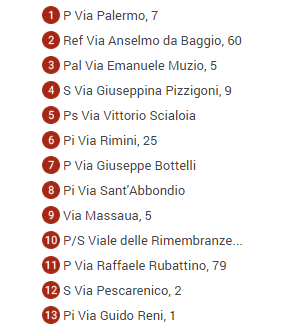 1 P Via Palermo, 7
2 Ref Via Anselmo da Baggio, 60
3 Pal Via Emanuele Muzio, 5
4 S Via Giuseppina Pizzigoni, 9
5 Ps Via Vittorio Scialoia
6 Pi Via Rimini, 25
7 P Via Giuseppe Bottelli
8 Pi Via Sant'Abbondio
9 Via Massaua, 5
10 P/S Viale delle Rimembranze...
11 P Via Raffaele Rubattino, 79
12 S Via Pescarenico, 2
13 Pi Via Guido Reni, 1